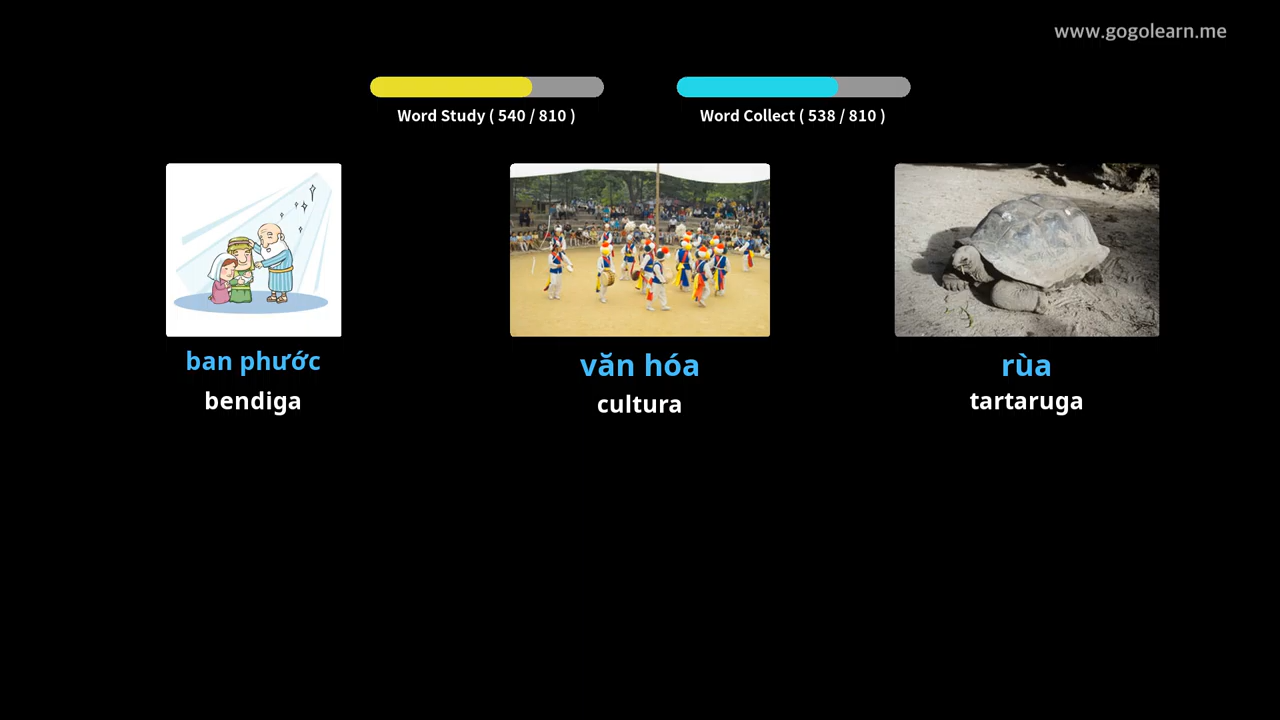 www.gogolearn.me
Word Study ( 540 / 810 )
Word Collect ( 538 / 810 )
ban phước
bendiga
văn hóa
cultura
rùa
tartaruga